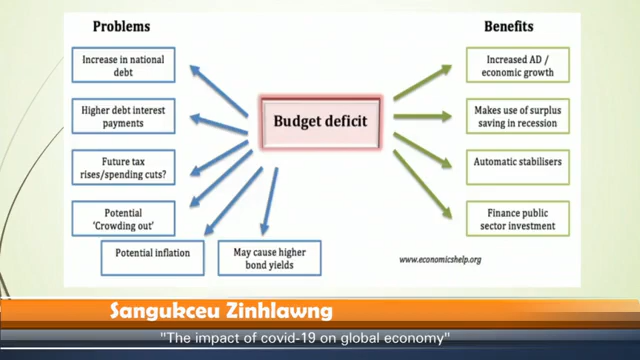 Problems
Benefits
Increase in national
debt
Higher debt interest
payments
Future tax
rises/spending cuts?
Potential
'Crowding out'
Potential inflation
May cause higher
bond yields
Budget deficit
Increased AD /
economic growth
Makes use of surplus
saving in recession
Automatic stabilisers
Finance public
sector investment
www.economicshelp.org
Sangukceu Zinhlawng
"The impact of covid-19 on global economy"